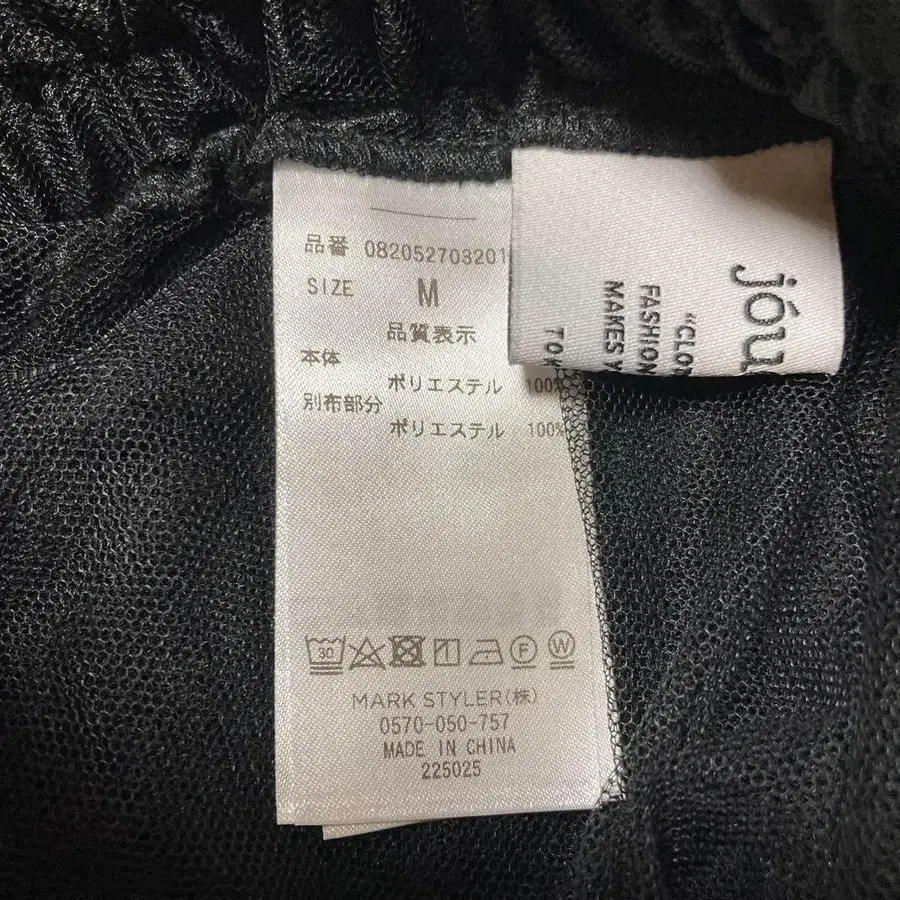 品番 082052703201
SIZE M
品質表示
本体
ポリエステル 100%
別布部分
ポリエステル 100%
30
F
W
MARK STYLER(株)
0570-050-757
MADE IN CHINA
225025
"CLOT
FASHION
MAKES